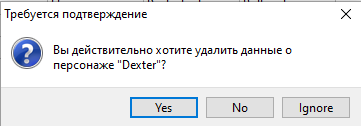 Требуется подтверждение
Вы действительно хотите удалить данные о
персонаже "Dexter"?
Yes
No
Ignore